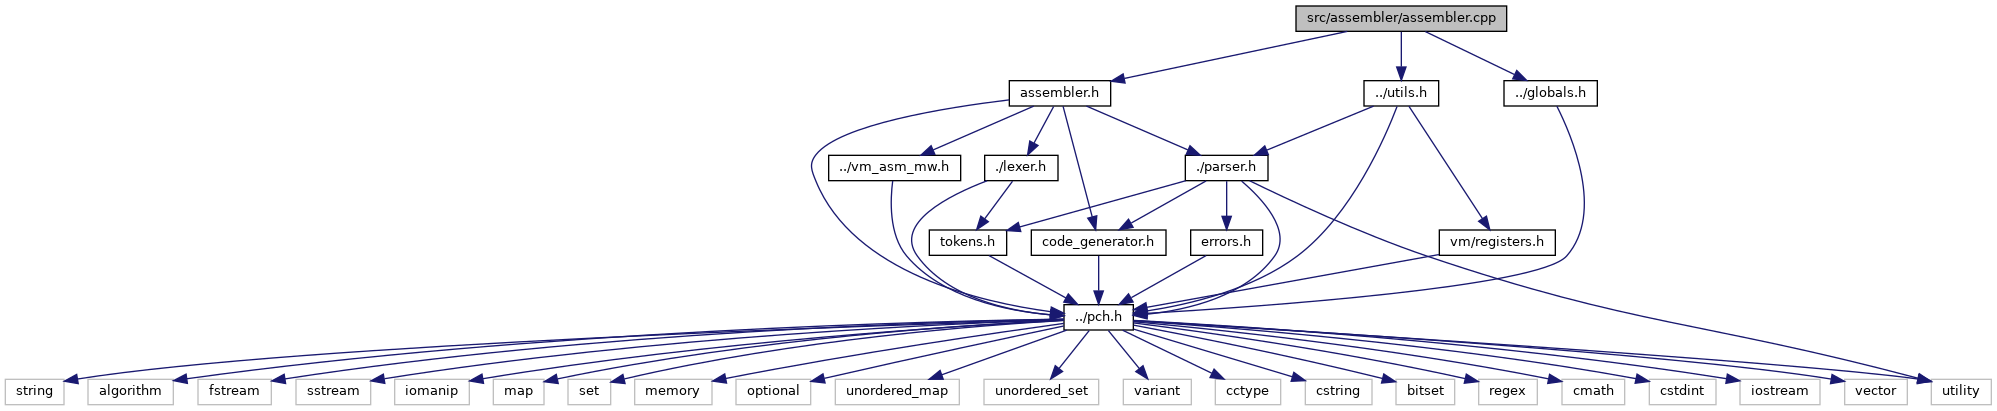 src/assembler/assembler.cpp
assembler.h
../utils.h
../globals.h
../vm_asm_mw.h
./lexer.h
./parser.h
tokens.h
code_generator.h
errors.h
vm/registers.h
../pch.h
string
algorithm
fstream
sstream
iomanip
map
set
memory
optional
unordered_map
unordered_set
variant
cctype
cstring
bitset
regex
cmath
cstdint
iostream
vector
utility